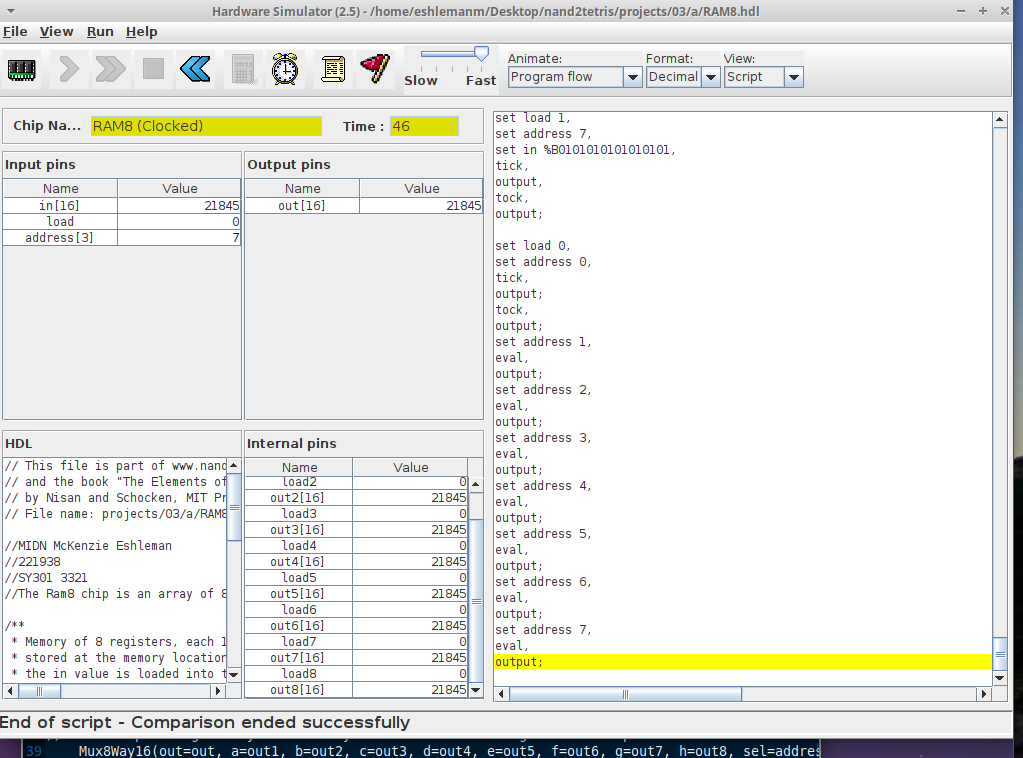 Hardware Simulator (2.5) - /home/eshlemanm/Desktop/nand2tetris/projects/03/a/RAM8.hdl
File View Run Help
Slow Fast
Animate: Format: View:
Program flow Decimal Script
Chip Na... RAM8 (Clocked) Time : 46
Input pins
Name Value
in[16] 21845
load 0
address[3] 7
Output pins
Name Value
out[16] 21845
HDL
// This file is part of www.nand
// and the book "The Elements of
// by Nisan and Schocken, MIT Pr
// File name: projects/03/a/RAM8
//MIDN McKenzie Eshleman
//221938
//SY301 3321
//The Ram8 chip is an array of 8
/**
* Memory of 8 registers, each 1
* stored at the memory location
* the in value is loaded into t
Internal pins
Name Value
load2 0
out2[16] 21845
load3 0
out3[16] 21845
load4 0
out4[16] 21845
load5 0
out5[16] 21845
load6 0
out6[16] 21845
load7 0
out7[16] 21845
load8 0
out8[16] 21845
set load 1,
set address 7,
set in %B0101010101010101,
tick,
output,
tock,
output;
set load 0,
set address 0,
tick,
output;
tock,
output;
set address 1,
eval,
output;
set address 2,
eval,
output;
set address 3,
eval,
output;
set address 4,
eval,
output;
set address 5,
eval,
output;
set address 6,
eval,
output;
set address 7,
eval,
output;
End of script - Comparison ended successfully
39 Mux8Way16(out=out, a=out1, b=out2, c=out3, d=out4, e=out5, f=out6, g=out7, h=out8, sel=addres